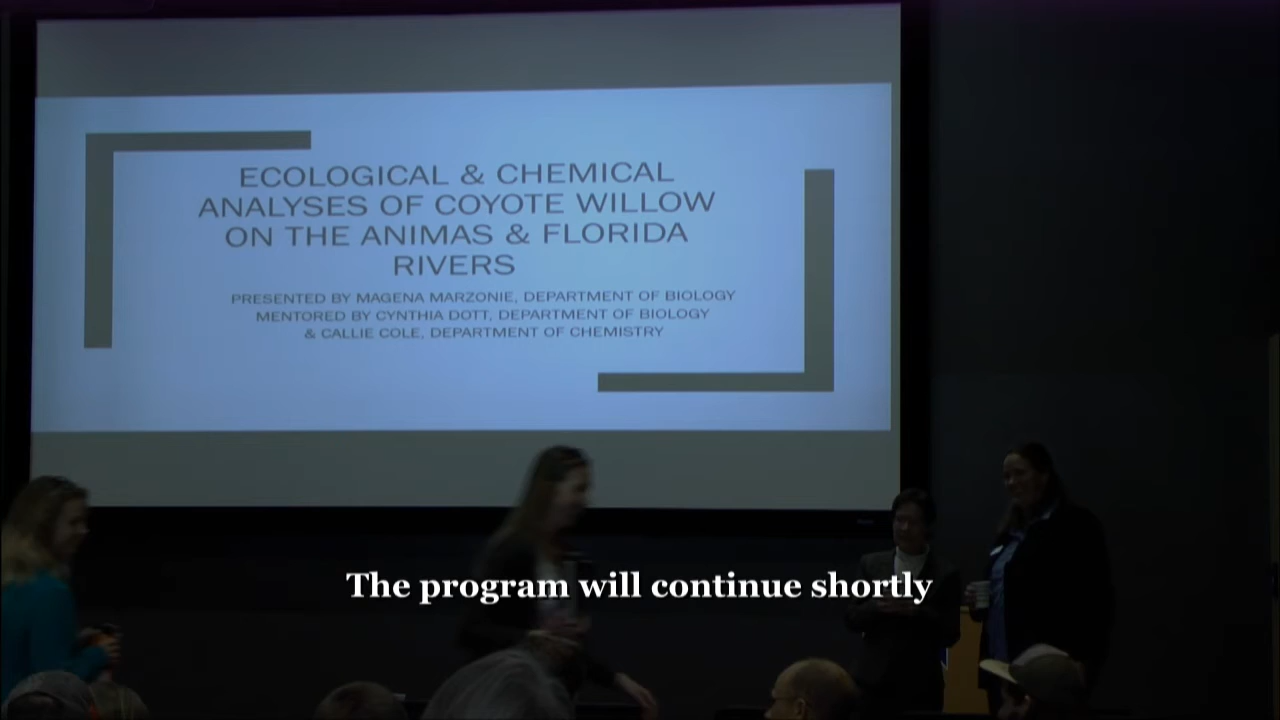 ECOLOGICAL & CHEMICAL
ANALYSES OF COYOTE WILLOW
ON THE ANIMAS & FLORIDA
RIVERS
PRESENTED BY MAGENA MARZONIE, DEPARTMENT OF BIOLOGY
MENTORED BY CYNTHIA DOTT, DEPARTMENT OF BIOLOGY
& CALLIE COLE, DEPARTMENT OF CHEMISTRY
The program will continue shortly